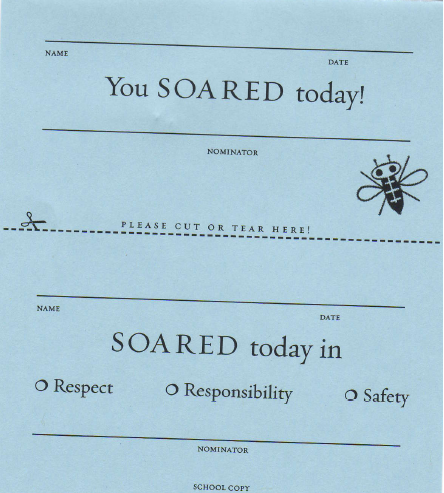 NAME
DATE
You SOARED today!
NOMINATOR
PLEASE CUT OR TEAR HERE!
NAME
DATE
SOARED today in
Respect Responsibility Safety
NOMINATOR
SCHOOL COPY